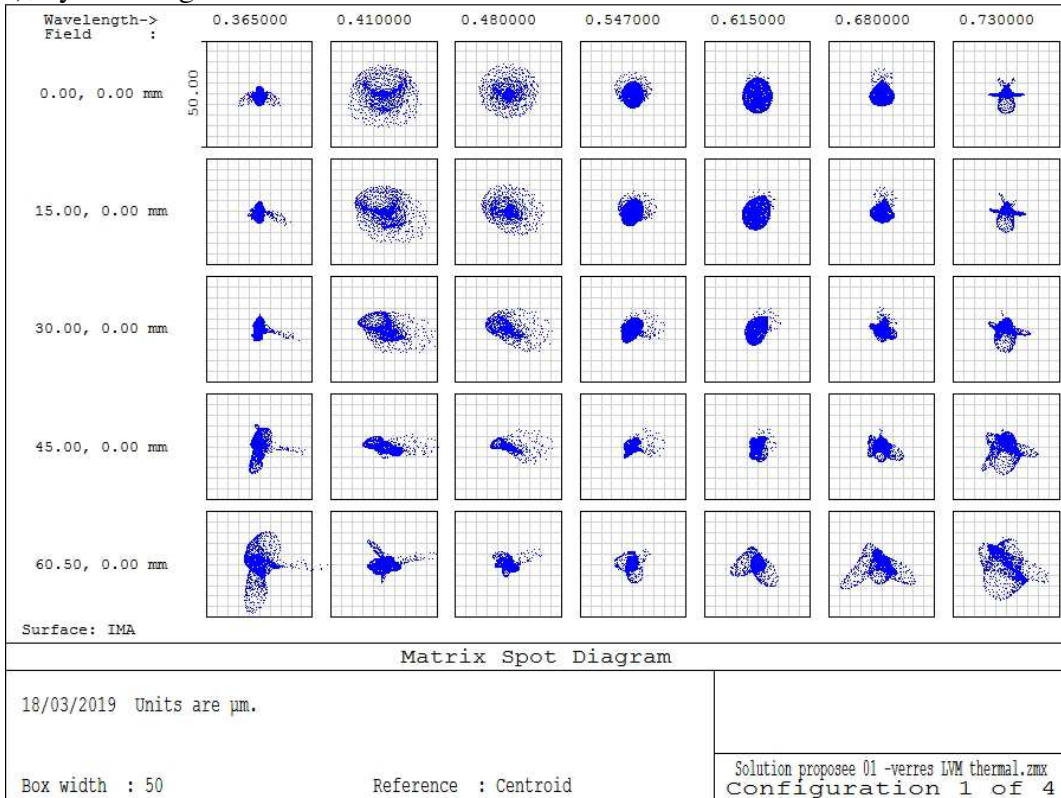 Wavelength-> 0.365000 0.410000 0.480000 0.547000 0.615000 0.680000 0.730000
Field :
50.00
0.00, 0.00 mm
15.00, 0.00 mm
30.00, 0.00 mm
45.00, 0.00 mm
60.50, 0.00 mm
Surface: IMA
Matrix Spot Diagram
18/03/2019 Units are µm.
Box width : 50 Reference : Centroid
Solution proposee 01 -verres LVM thermal.zmx
Configuration 1 of 4